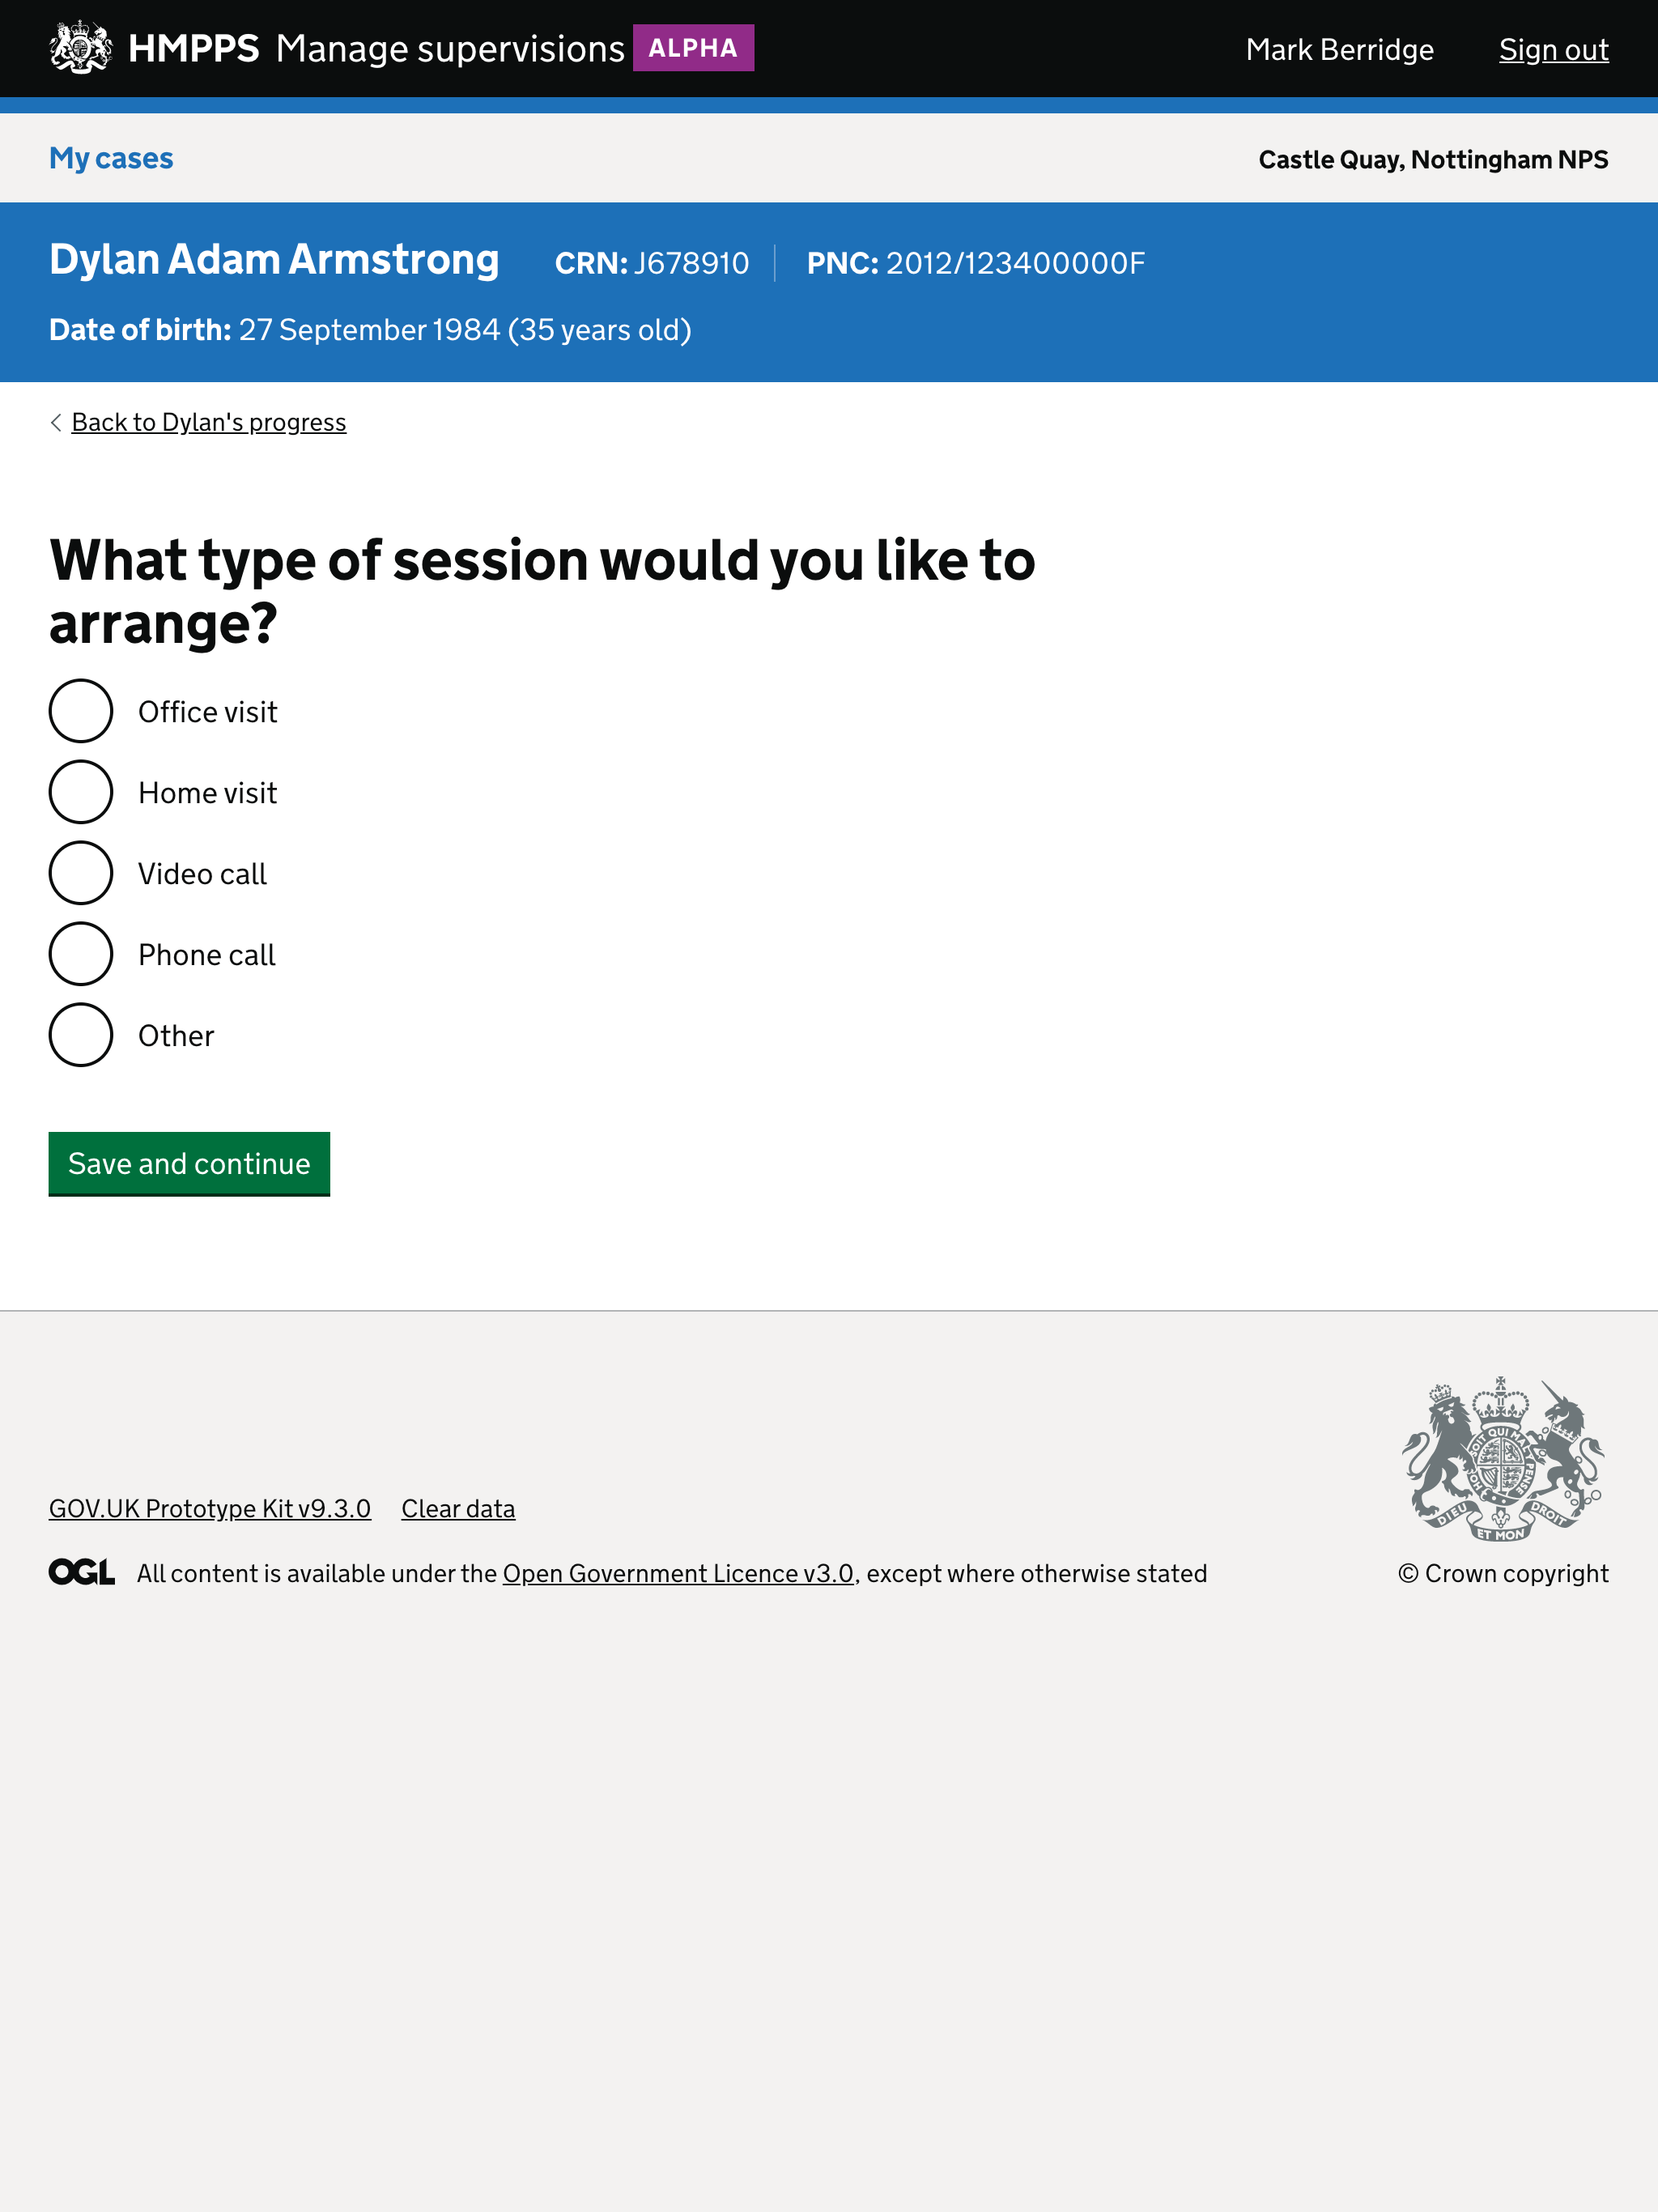 HMPPS Manage supervisions ALPHA
Mark Berridge Sign out
My cases
Castle Quay, Nottingham NPS
Dylan Adam Armstrong CRN: J678910 PNC: 2012/123400000F
Date of birth: 27 September 1984 (35 years old)
Back to Dylan's progress
What type of session would you like to
arrange?
Office visit
Home visit
Video call
Phone call
Other
Save and continue
GOV.UK Prototype Kit v9.3.0 Clear data
OGL All content is available under the Open Government Licence v3.0, except where otherwise stated
DIEU ET MON DROIT
© Crown copyright